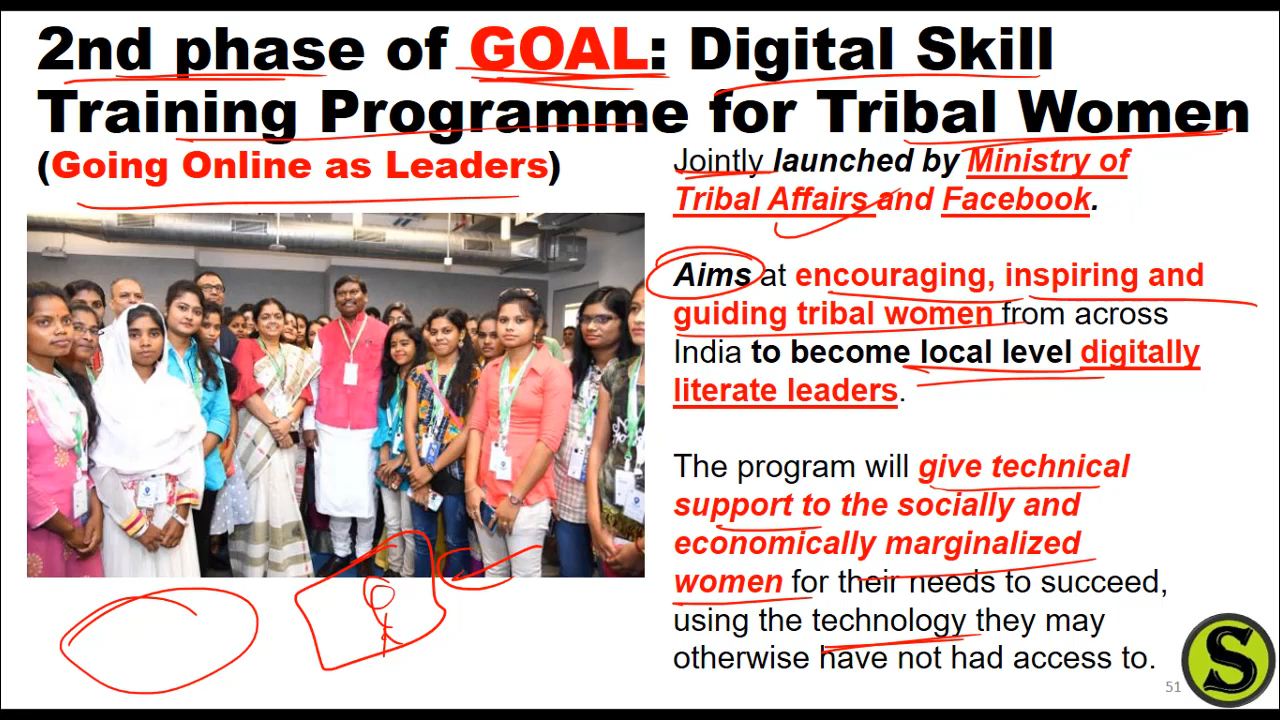 2nd phase of GOAL: Digital Skill
Training Programme for Tribal Women
(Going Online as Leaders)
Jointly launched by Ministry of
Tribal Affairs and Facebook.
Aims at encouraging, inspiring and
guiding tribal women from across
India to become local level digitally
literate leaders.
The program will give technical
support to the socially and
economically marginalized
women for their needs to succeed,
using the technology they may
otherwise have not had access to.
51
S